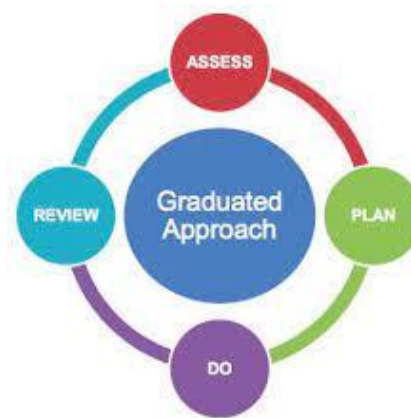 ASSESS
REVIEW
Graduated
Approach
PLAN
DO